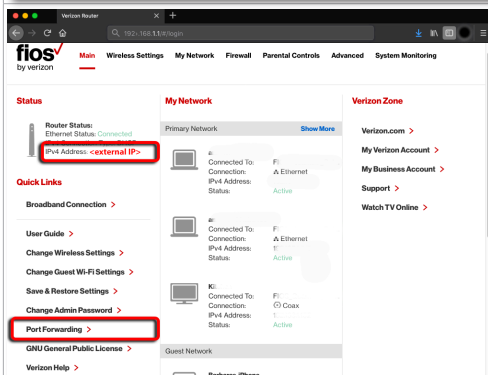 Verizon Router
192.168.1.1/#/login
fios
by verizon
Main Wireless Settings My Network Firewall Parental Controls Advanced System Monitoring
Status
Router Status:
Ethernet Status: Connected
IPv4 Address: <external IP>
Quick Links
Broadband Connection >
User Guide >
Change Wireless Settings >
Change Guest Wi-Fi Settings >
Save & Restore Settings >
Change Admin Password >
Port Forwarding >
GNU General Public License >
Verizon Help >
My Network
Primary Network Show More
Connected To: F
Connection: Ethernet
IPv4 Address:
Status: Active
Connected To: F
Connection: Ethernet
IPv4 Address: 1
Status: Active
Ki
Connected To: F
Connection: Coax
IPv4 Address:
Status: Active
Guest Network
Verizon Zone
Verizon.com >
My Verizon Account >
My Business Account >
Support >
Watch TV Online >